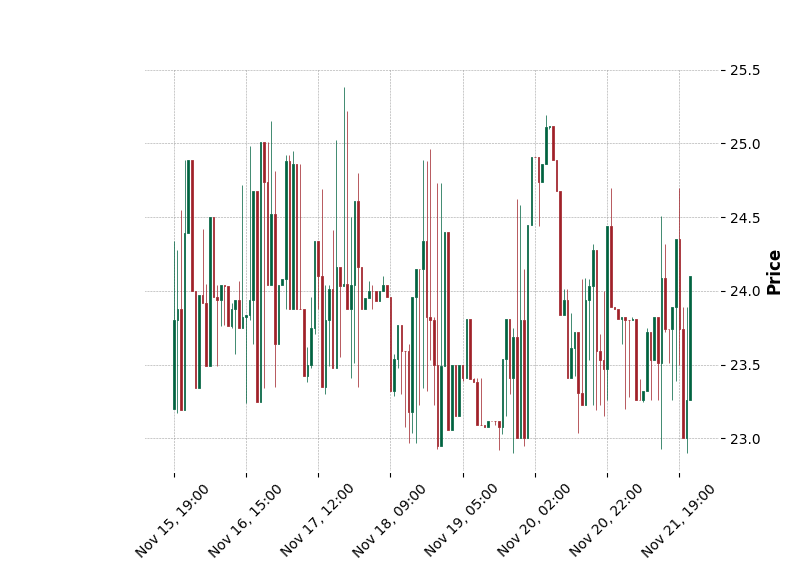 25.5
25.0
24.5
24.0
23.5
23.0
Price
Nov 15, 19:00
Nov 16, 15:00
Nov 17, 12:00
Nov 18, 09:00
Nov 19, 05:00
Nov 20, 02:00
Nov 20, 22:00
Nov 21, 19:00